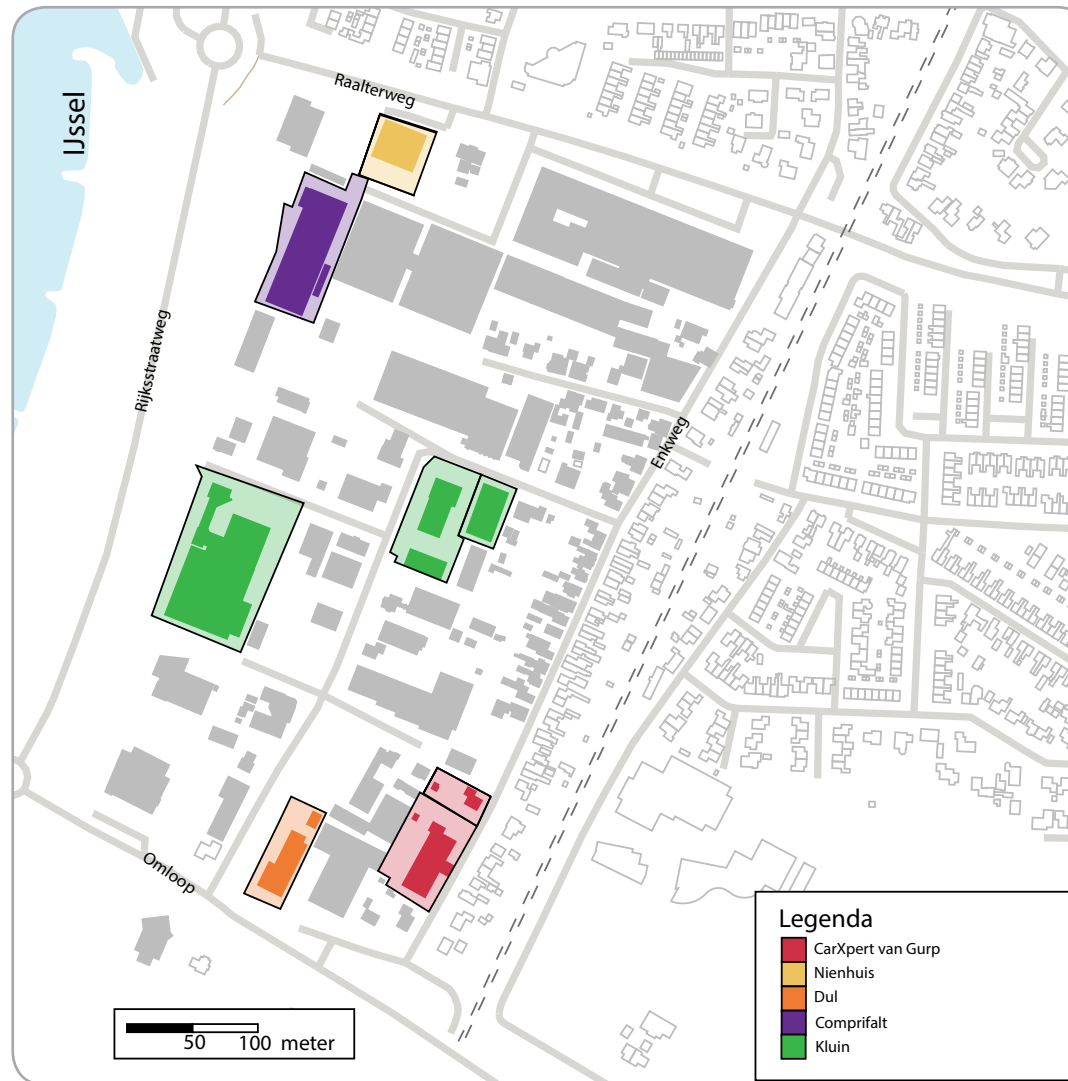 Raalterweg
IJssel
Rijksstraatweg
Enkweg
Omloop
Legenda
CarXpert van Gurp
Nienhuis
Dul
Comprifalt
Kluin
50 100 meter